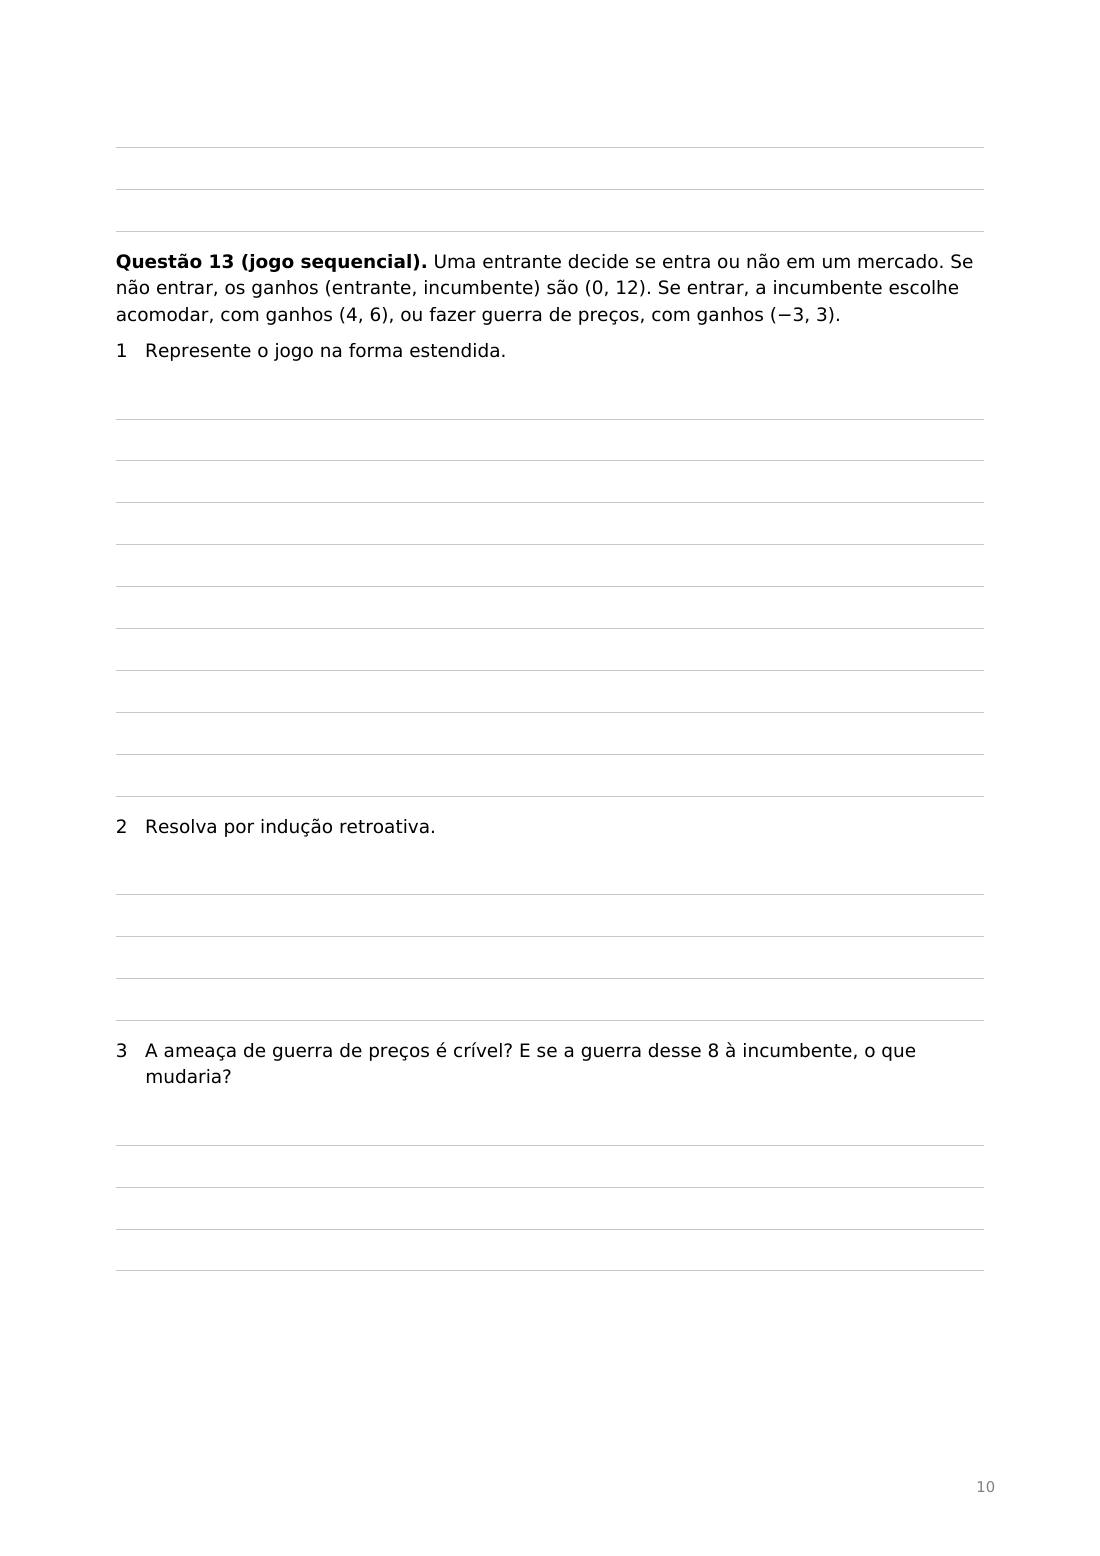 Questão 13 (jogo sequencial). Uma entrante decide se entra ou não em um mercado. Se
não entrar, os ganhos (entrante, incumbente) são (0, 12). Se entrar, a incumbente escolhe
acomodar, com ganhos (4, 6), ou fazer guerra de preços, com ganhos (−3, 3).
1 Represente o jogo na forma estendida.
2 Resolva por indução retroativa.
3 A ameaça de guerra de preços é crível? E se a guerra desse 8 à incumbente, o que
mudaria?
10